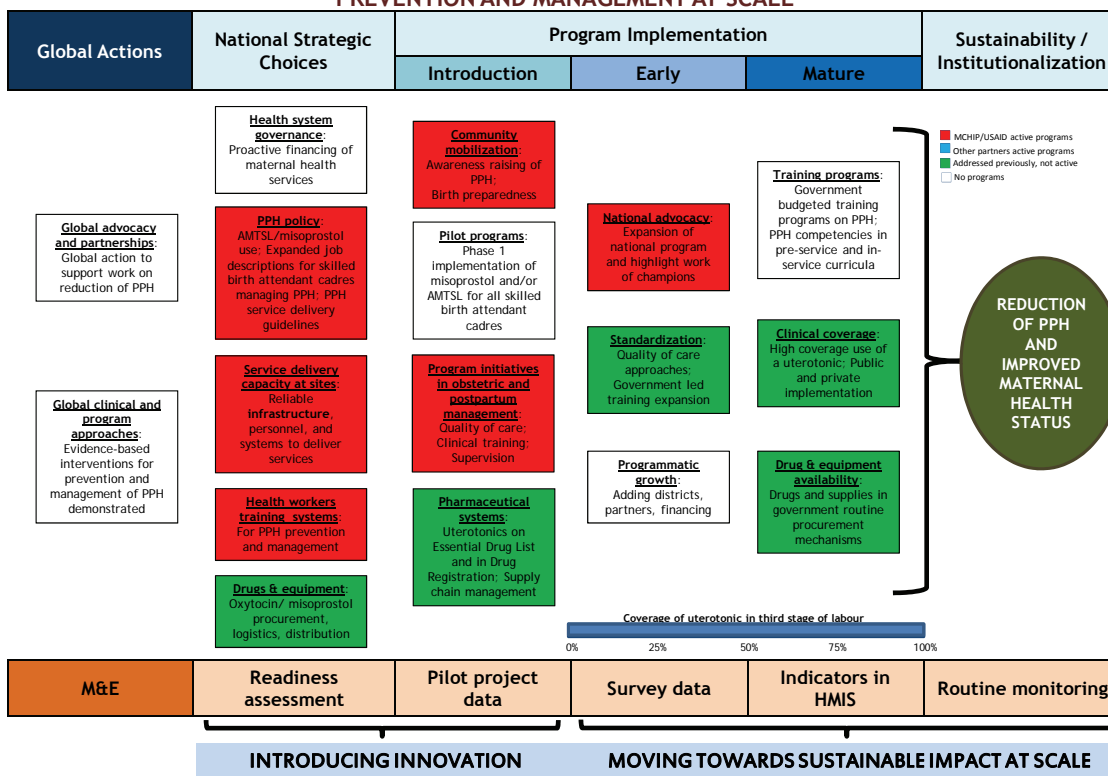 PREVENTION AND MANAGEMENT AT SCALE
Global Actions
National Strategic
Choices
Program Implementation
Introduction
Early
Mature
Sustainability /
Institutionalization
Global advocacy
and partnerships:
Global action to
support work on
reduction of PPH
Global clinical and
program
approaches:
Evidence-based
interventions for
prevention and
management of PPH
demonstrated
Health system
governance:
Proactive financing of
maternal health
services
PPH policy:
AMTSL/misoprostol
use; Expanded job
descriptions for skilled
birth attendant cadres
managing PPH; PPH
service delivery
guidelines
Service delivery
capacity at sites:
Reliable
infrastructure,
personnel, and
systems to deliver
services
Health workers
training systems:
For PPH prevention
and management
Drugs & equipment:
Oxytocin/ misoprostol
procurement,
logistics, distribution
Community
mobilization:
Awareness raising of
PPH;
Birth preparedness
Pilot programs:
Phase 1
implementation of
misoprostol and/or
AMTSL for all skilled
birth attendant
cadres
Program initiatives
in obstetric and
postpartum
management:
Quality of care;
Clinical training;
Supervision
Pharmaceutical
systems:
Uterotonics on
Essential Drug List
and in Drug
Registration; Supply
chain management
National advocacy:
Expansion of
national program
and highlight work
of champions
Standardization:
Quality of care
approaches;
Government led
training expansion
Programmatic
growth:
Adding districts,
partners, financing
Training programs:
Government
budgeted training
programs on PPH;
PPH competencies in
pre-service and in-
service curricula
Clinical coverage:
High coverage use of
a uterotonic; Public
and private
implementation
Drug & equipment
availability:
Drugs and supplies in
government routine
procurement
mechanisms
MCHIP/USAID active programs
Other partners active programs
Addressed previously, not active
No programs
REDUCTION
OF PPH
AND
IMPROVED
MATERNAL
HEALTH
STATUS
Coverage of uterotonic in third stage of labour
0% 25% 50% 75% 100%
M&E
Readiness
assessment
Pilot project
data
Survey data
Indicators in
HMIS
Routine monitoring
INTRODUCING INNOVATION
MOVING TOWARDS SUSTAINABLE IMPACT AT SCALE